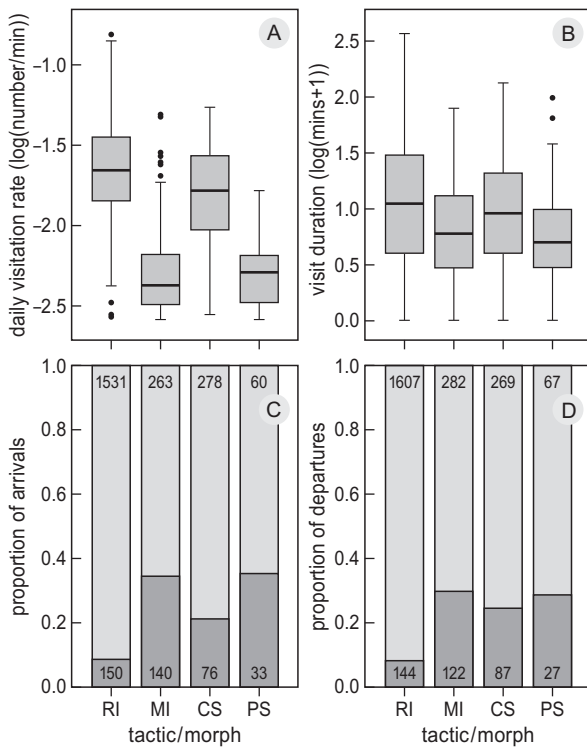 A
daily visitation rate (log(number/min))
−1.0
−1.5
−2.0
−2.5
B
visit duration (log(mins+1))
2.5
2.0
1.5
1.0
0.5
0.0
C
proportion of arrivals
1.0
0.8
0.6
0.4
0.2
0.0
1531 263 278 60
150 140 76 33
RI MI CS PS
tactic/morph
D
proportion of departures
1.0
0.8
0.6
0.4
0.2
0.0
1607 282 269 67
144 122 87 27
RI MI CS PS
tactic/morph